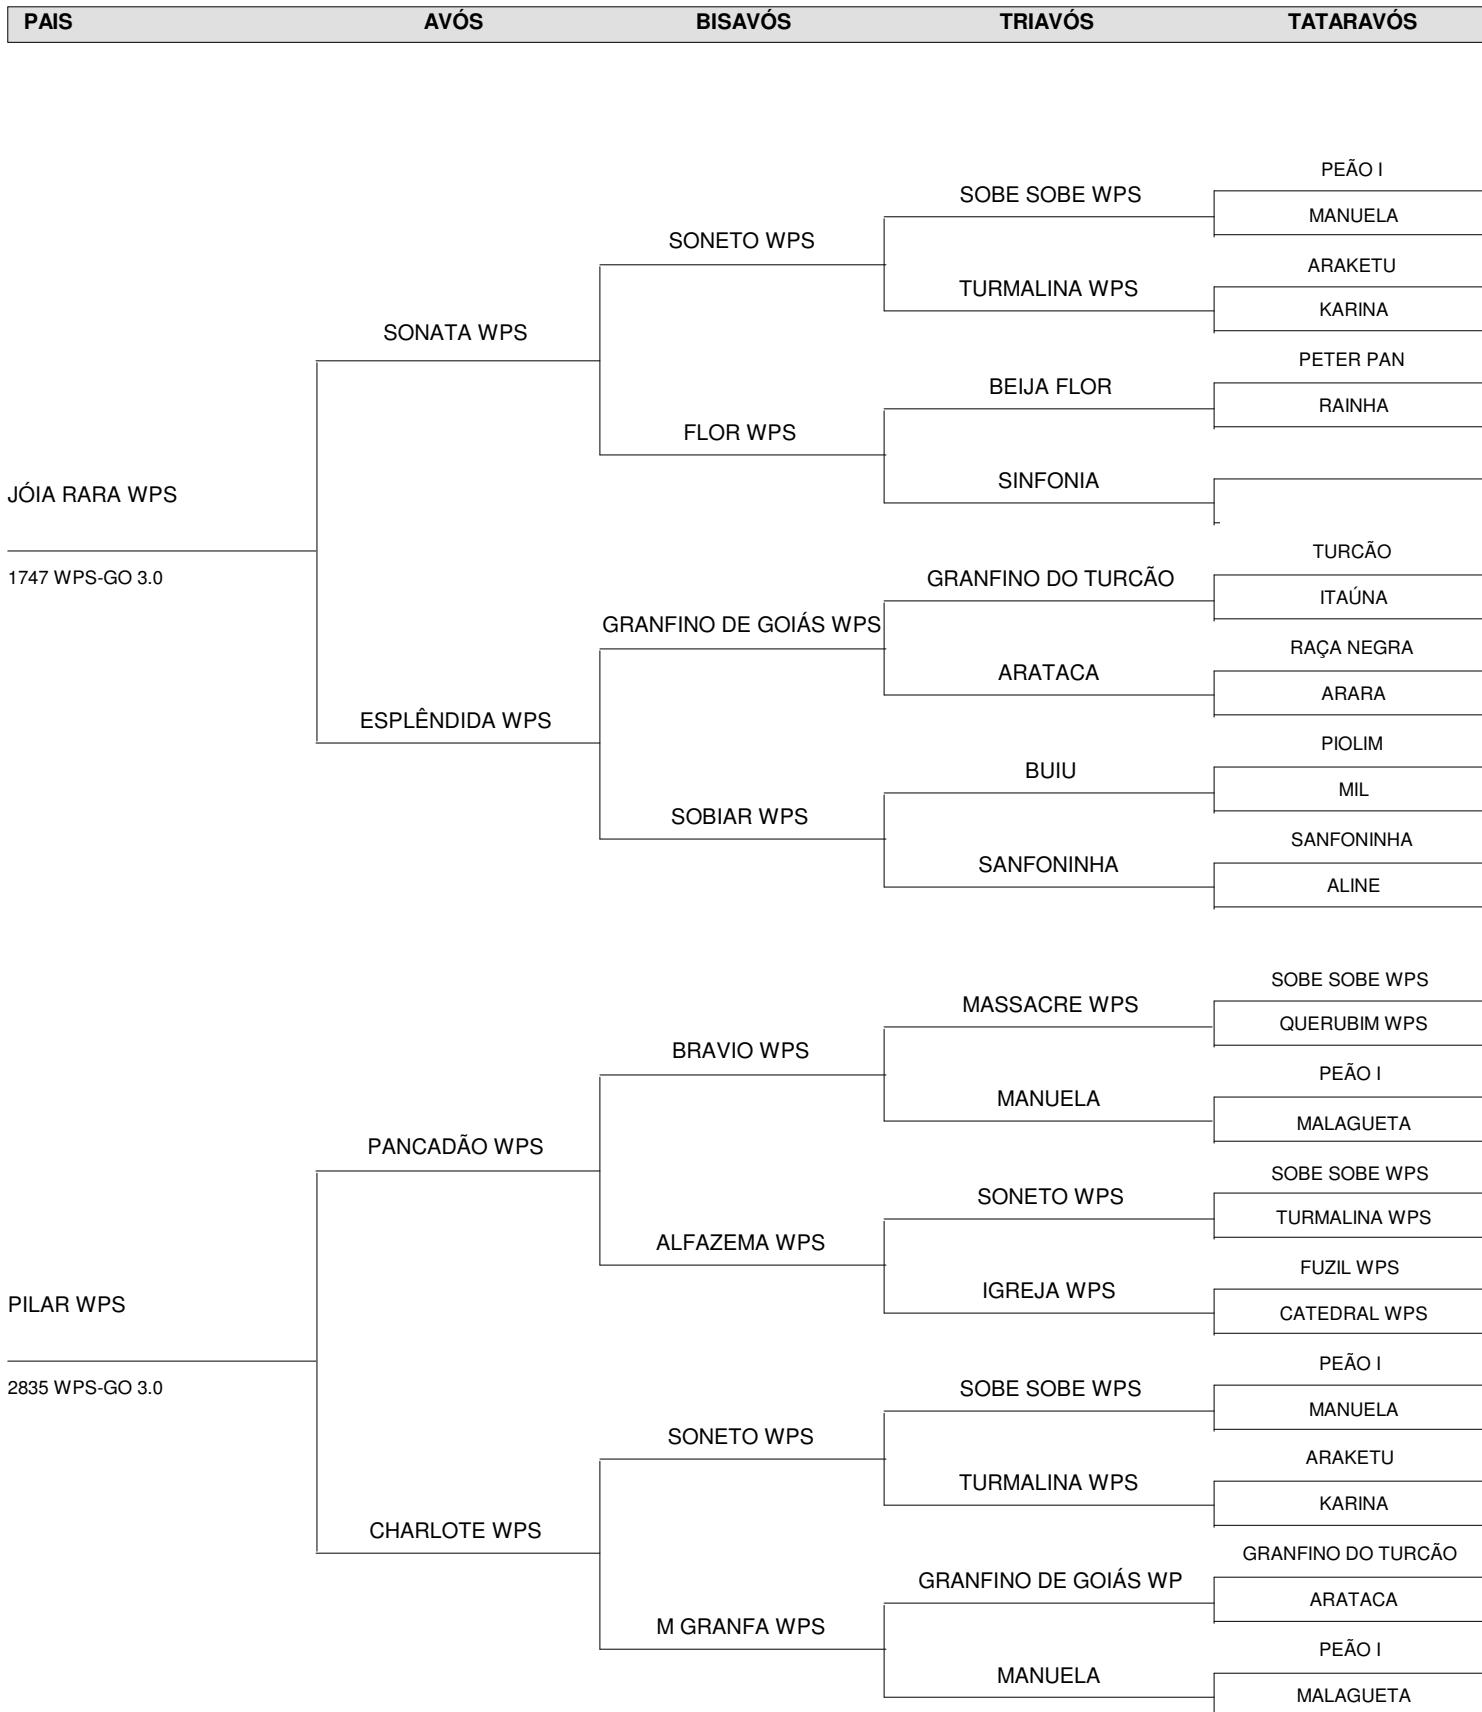 PAIS AVÓS BISAVÓS TRIAVÓS TATARAVÓS
PEÃO I
SOBE SOBE WPS
MANUELA
SONETO WPS
ARAKETU
TURMALINA WPS
KARINA
SONATA WPS
PETER PAN
BEIJA FLOR
RAINHA
FLOR WPS
SINFONIA
JÓIA RARA WPS
TURCÃO
1747 WPS-GO 3.0
GRANFINO DO TURCÃO
ITAÚNA
GRANFINO DE GOIÁS WPS
RAÇA NEGRA
ARATACA
ARARA
ESPLÊNDIDA WPS
PIOLIM
BUIU
MIL
SOBIAR WPS
SANFONINHA
SANFONINHA
ALINE
SOBE SOBE WPS
MASSACRE WPS
QUERUBIM WPS
BRAVIO WPS
PEÃO I
MANUELA
MALAGUETA
PANCADÃO WPS
SOBE SOBE WPS
SONETO WPS
TURMALINA WPS
ALFAZEMA WPS
FUZIL WPS
IGREJA WPS
PILAR WPS
CATEDRAL WPS
PEÃO I
2835 WPS-GO 3.0
SOBE SOBE WPS
MANUELA
SONETO WPS
ARAKETU
TURMALINA WPS
KARINA
CHARLOTE WPS
GRANFINO DO TURCÃO
GRANFINO DE GOIÁS WP
ARATACA
M GRANFA WPS
PEÃO I
MANUELA
MALAGUETA